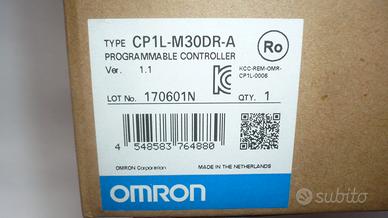 TYPE CP1L-M30DR-A
PROGRAMMABLE CONTROLLER
Ver. 1.1
Ro
KCC-REM-OMR-
CP1L-0006
LOT No. 170601N QTY. 1
4 548583 764880
OMRON Corporation MADE IN THE NETHERLANDS
OMRON
subito